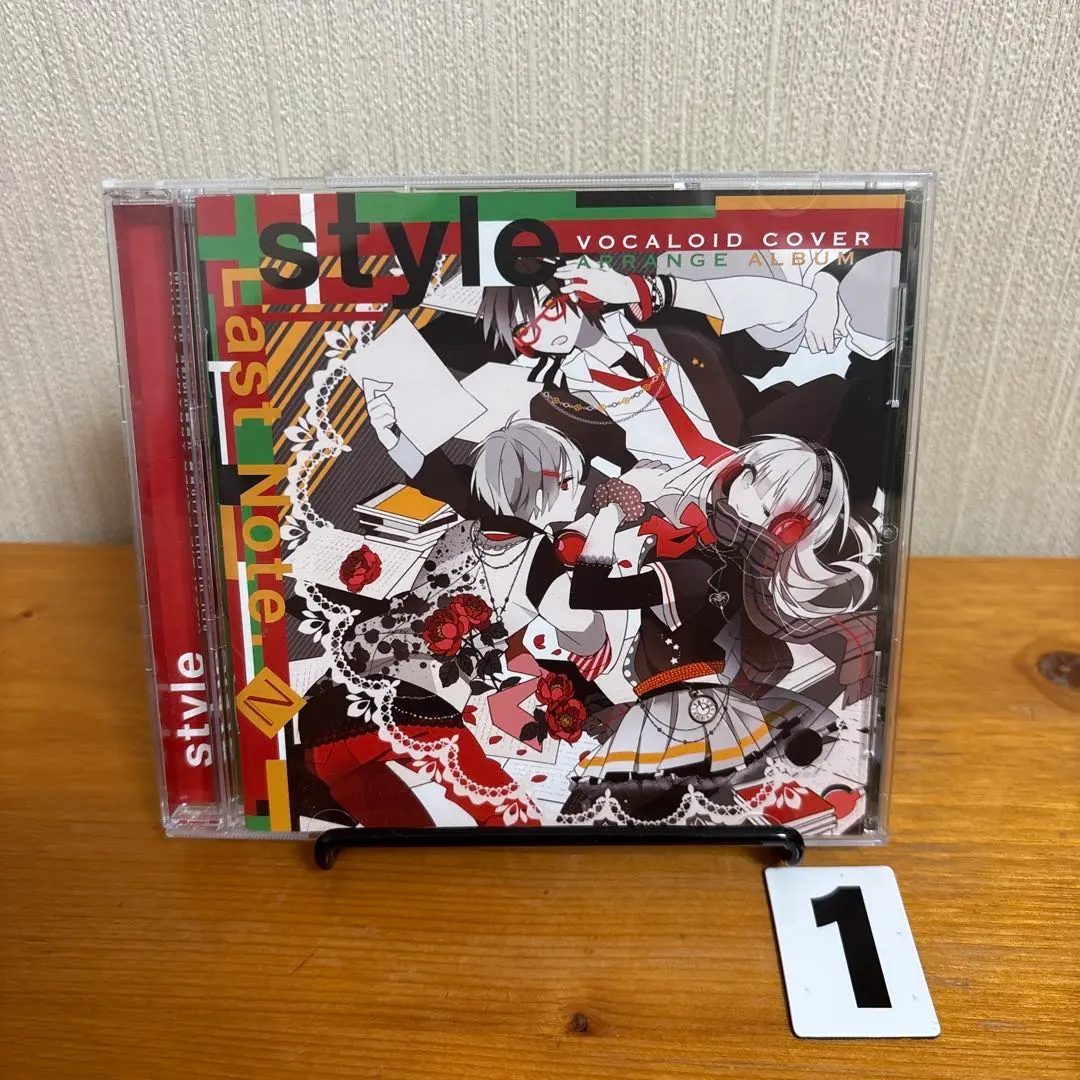 style
VOCALOID COVER
ARRANGE ALBUM
Last Note.
N
style
1